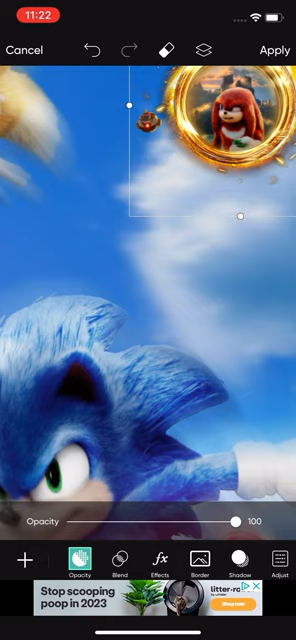 11:22
Cancel
Apply
Opacity
100
Opacity
Blend
fx
Effects
Border
Shadow
Adjust
Stop scooping
poop in 2023
litter-ro
Shop now